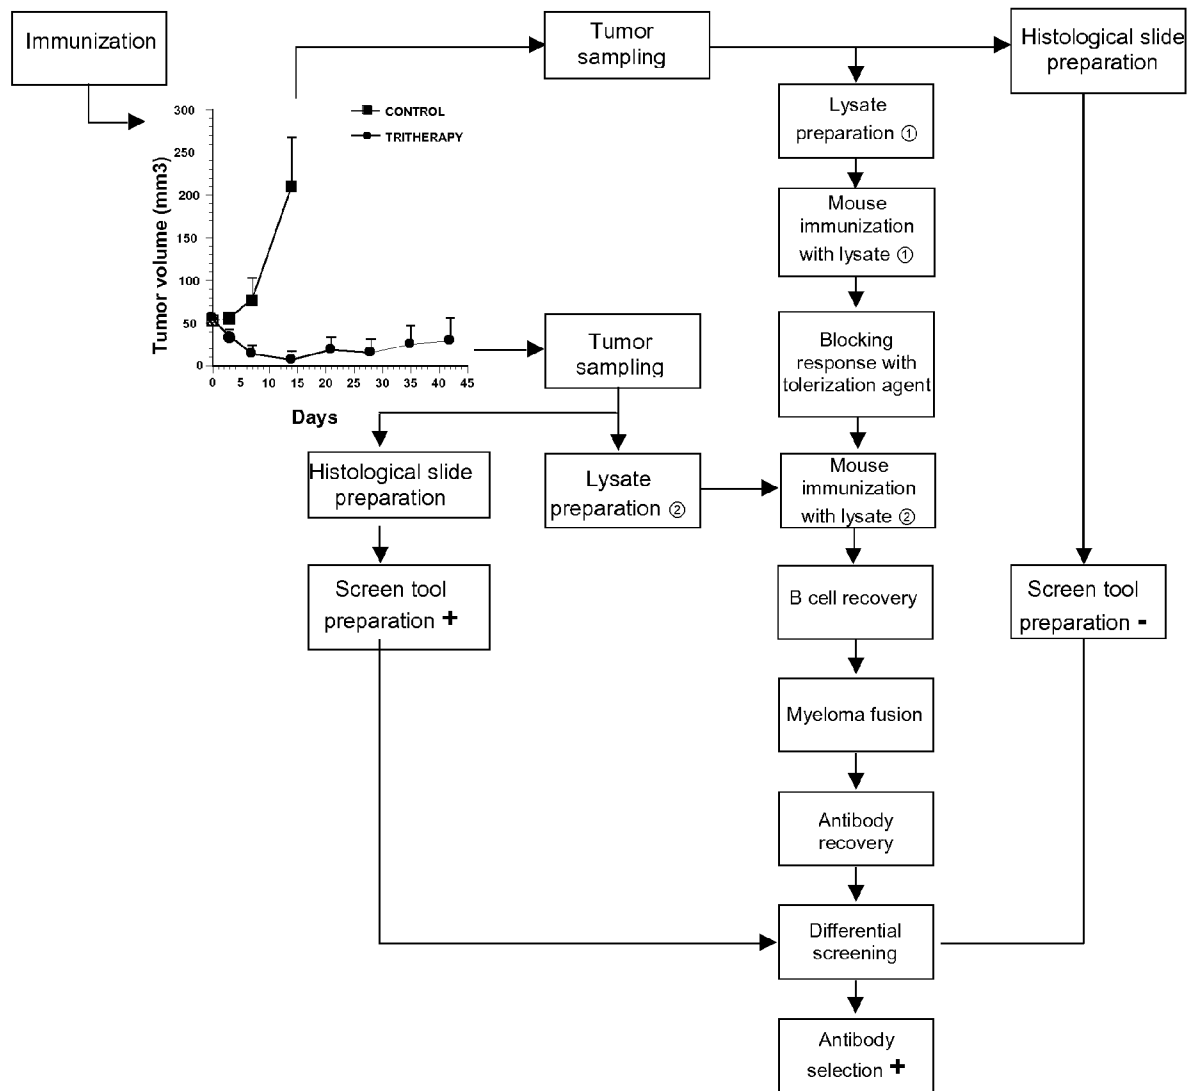 Immunization
Tumor
sampling
Histological slide
preparation
Lysate
preparation ①
Mouse
immunization
with lysate ①
Blocking
response with
tolerization agent
CONTROL
TRITHERAPY
Tumor volume (mm3)
300
250
200
150
100
50
0
0 5 10 15 20 25 30 35 40 45
Days
Tumor
sampling
Histological slide
preparation
Lysate
preparation ②
Mouse
immunization
with lysate ②
Screen tool
preparation +
B cell recovery
Screen tool
preparation -
Myeloma fusion
Antibody
recovery
Differential
screening
Antibody
selection +